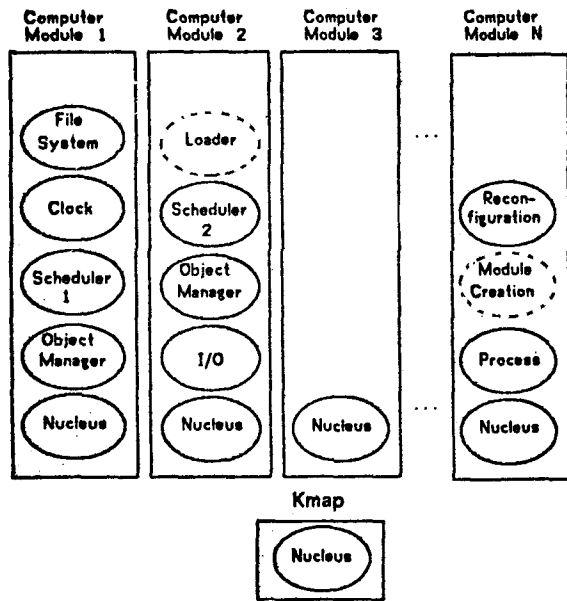 Computer
Module 1
Computer
Module 2
Computer
Module 3
Computer
Module N
File
System
Clock
Scheduler
1
Object
Manager
Nucleus
Loader
Scheduler
2
Object
Manager
I/O
Nucleus
Nucleus
...
...
Recon-
figuration
Module
Creation
Process
Nucleus
Kmap
Nucleus